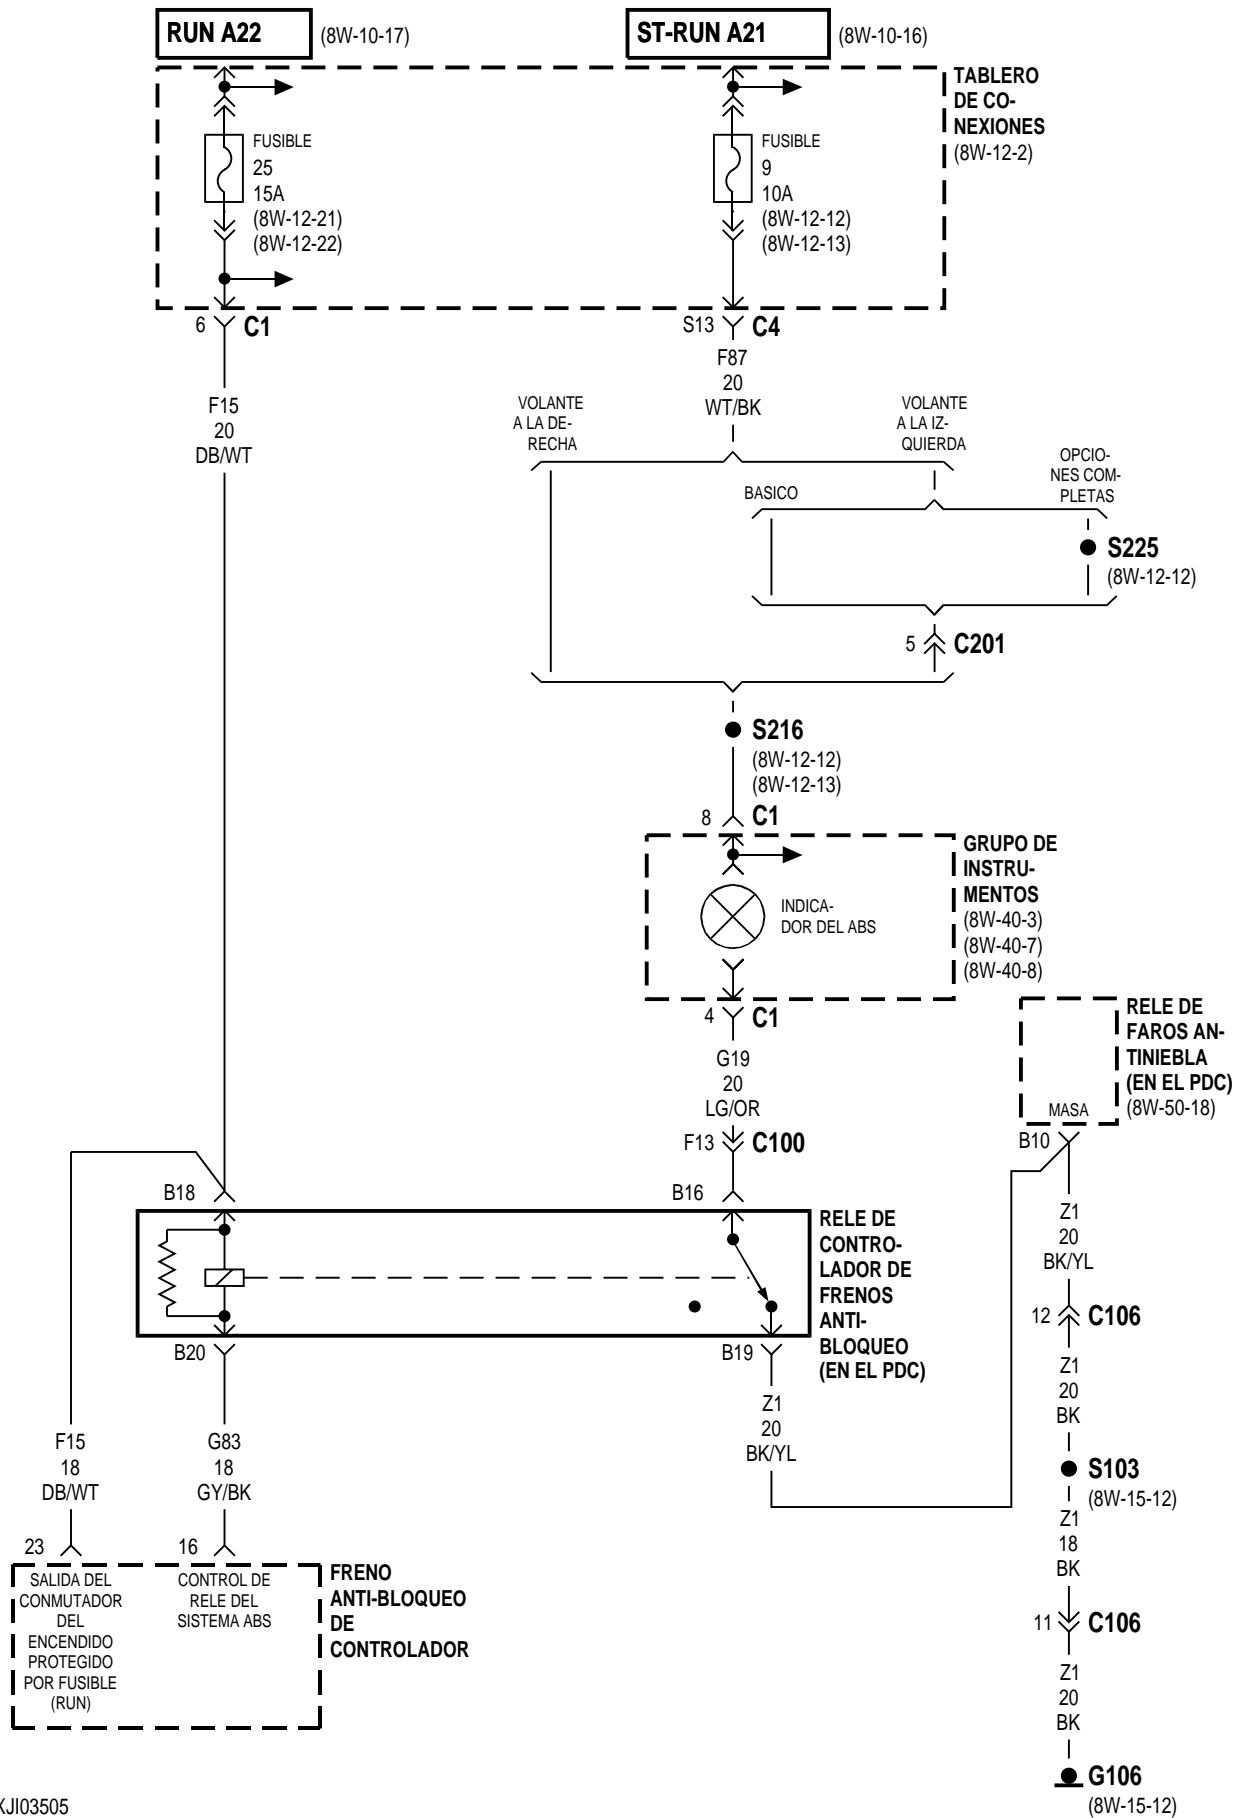 RUN A22
(8W-10-17)
ST-RUN A21
(8W-10-16)
TABLERO
DE CO-
NEXIONES
(8W-12-2)
FUSIBLE
25
15A
(8W-12-21)
(8W-12-22)
FUSIBLE
9
10A
(8W-12-12)
(8W-12-13)
6
C1
S13
C4
F15
20
DB/WT
F87
20
WT/BK
VOLANTE
A LA DE-
RECHA
VOLANTE
A LA IZ-
QUIERDA
BASICO
OPCIO-
NES COM-
PLETAS
S225
(8W-12-12)
5
C201
S216
(8W-12-12)
(8W-12-13)
8
C1
GRUPO DE
INSTRU-
MENTOS
(8W-40-3)
(8W-40-7)
(8W-40-8)
INDICA-
DOR DEL ABS
4
C1
G19
20
LG/OR
F13
C100
RELE DE
FAROS AN-
TINIEBLA
(EN EL PDC)
(8W-50-18)
MASA
B10
B18
B16
RELE DE
CONTRO-
LADOR DE
FRENOS
ANTI-
BLOQUEO
(EN EL PDC)
B20
B19
Z1
20
BK/YL
12
C106
Z1
20
BK
Z1
20
BK/YL
F15
18
DB/WT
G83
18
GY/BK
S103
(8W-15-12)
Z1
18
BK
23
16
SALIDA DEL
CONMUTADOR
DEL
ENCENDIDO
PROTEGIDO
POR FUSIBLE
(RUN)
CONTROL DE
RELE DEL
SISTEMA ABS
FRENO
ANTI-BLOQUEO
DE
CONTROLADOR
11
C106
Z1
20
BK
G106
(8W-15-12)
XJI03505